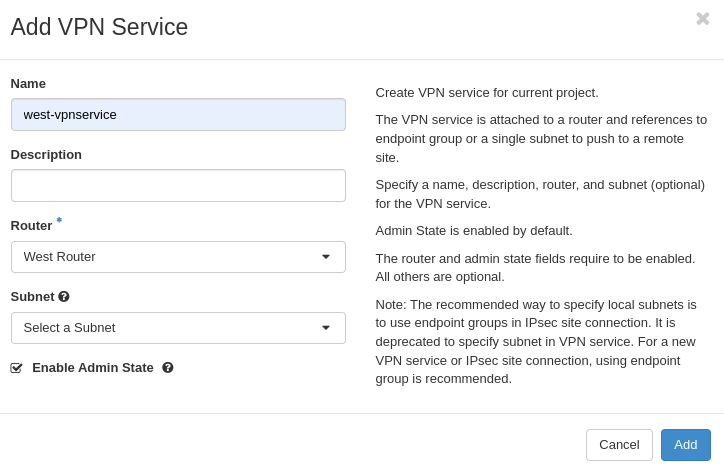 Add VPN Service
✖
Name
west-vpnservice
Description
Router *
West Router
Subnet
Select a Subnet
Enable Admin State
Create VPN service for current project.
The VPN service is attached to a router and references to
endpoint group or a single subnet to push to a remote
site.
Specify a name, description, router, and subnet (optional)
for the VPN service.
Admin State is enabled by default.
The router and admin state fields require to be enabled.
All others are optional.
Note: The recommended way to specify local subnets is
to use endpoint groups in IPsec site connection. It is
deprecated to specify subnet in VPN service. For a new
VPN service or IPsec site connection, using endpoint
group is recommended.
Cancel
Add